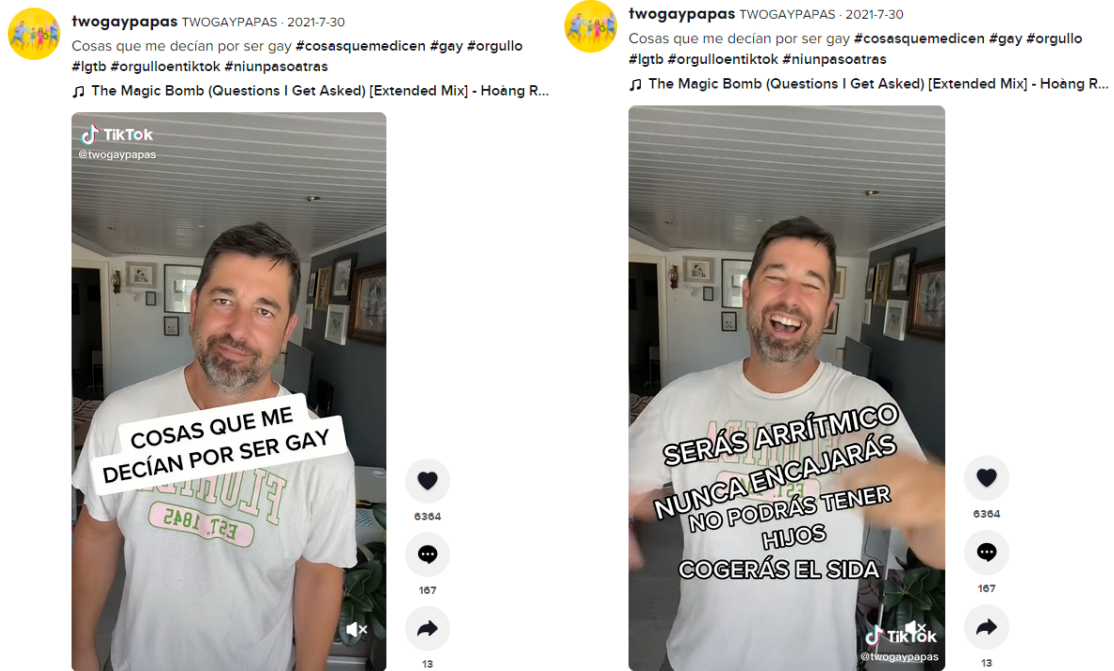 twogaypapas TWOGAYPAPAS · 2021-7-30
Cosas que me decían por ser gay #cosasquemedicen #gay #orgullo
#lgtb #orgulloentiktok #niunpasoatras
The Magic Bomb (Questions I Get Asked) [Extended Mix] - Hoàng R...
TikTok
@twogaypapas
COSAS QUE ME
DECÍAN POR SER GAY
FLORIDA
EST. 1845
6364
167
13
twogaypapas TWOGAYPAPAS · 2021-7-30
Cosas que me decían por ser gay #cosasquemedicen #gay #orgullo
#lgtb #orgulloentiktok #niunpasoatras
The Magic Bomb (Questions I Get Asked) [Extended Mix] - Hoàng R...
SERÁS ARRÍTMICO
NUNCA ENCAJARÁS
NO PODRÁS TENER
HIJOS
COGERÁS EL SIDA
TikTok
@twogaypapas
6364
167
13